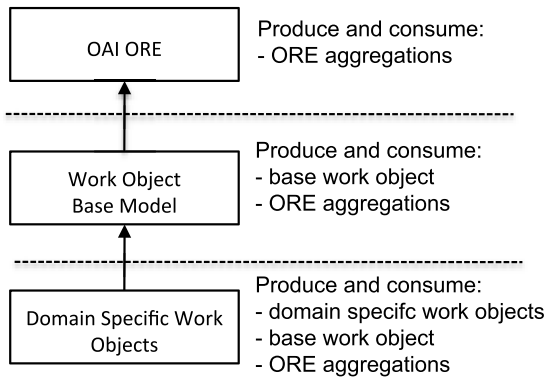 OAI ORE
Produce and consume:
- ORE aggregations
Work Object
Base Model
Produce and consume:
- base work object
- ORE aggregations
Domain Specific Work
Objects
Produce and consume:
- domain specifc work objects
- base work object
- ORE aggregations